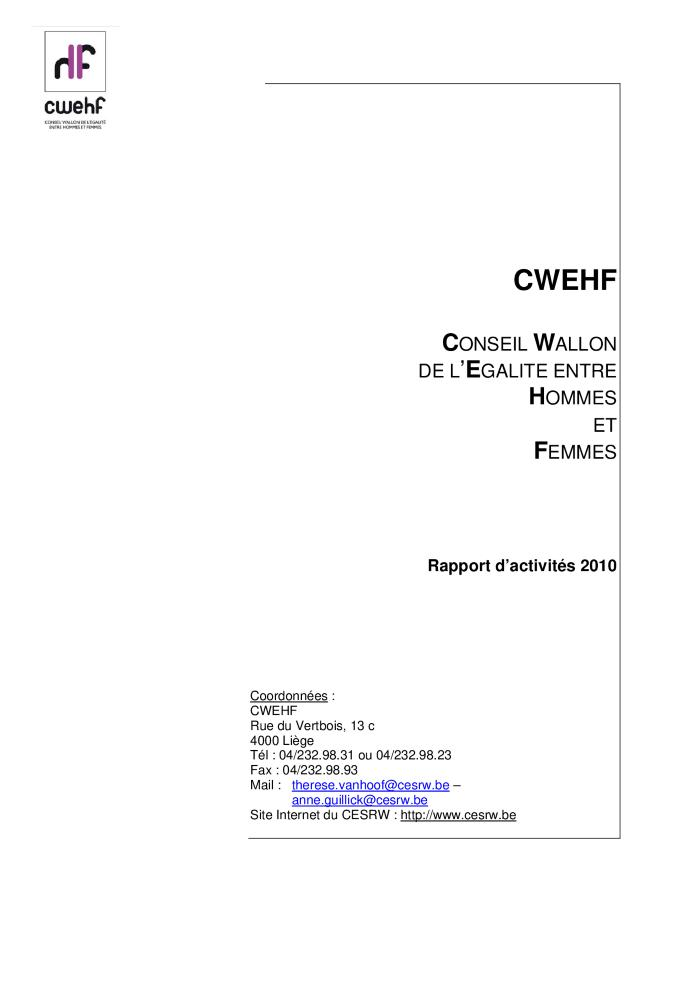 cwehf
CONSEIL WALLON DE L'EGALITE
ENTRE HOMMES ET FEMMES
CWEHF
CONSEIL WALLON
DE L'EGALITE ENTRE
HOMMES
ET
FEMMES
Rapport d'activités 2010
Coordonnées :
CWEHF
Rue du Vertbois, 13 c
4000 Liège
Tél : 04/232.98.31 ou 04/232.98.23
Fax : 04/232.98.93
Mail : therese.vanhoof@cesrw.be –
anne.guillick@cesrw.be
Site Internet du CESRW : http://www.cesrw.be